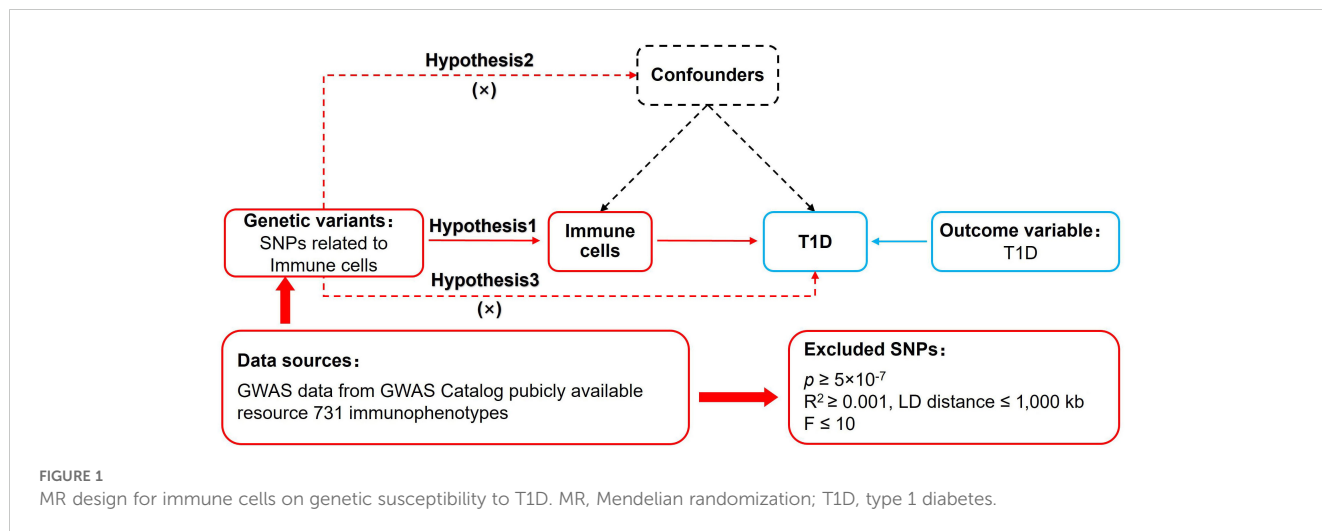 Hypothesis2
(×)
Confounders
Genetic variants：
SNPs related to
Immune cells
Hypothesis1
Immune
cells
T1D
Outcome variable：
T1D
Hypothesis3
(×)
Data sources：
GWAS data from GWAS Catalog pubicly available
resource 731 immunophenotypes
Excluded SNPs：
p ≥ 5×10⁻⁷
R² ≥ 0.001, LD distance ≤ 1,000 kb
F ≤ 10
FIGURE 1
MR design for immune cells on genetic susceptibility to T1D. MR, Mendelian randomization; T1D, type 1 diabetes.